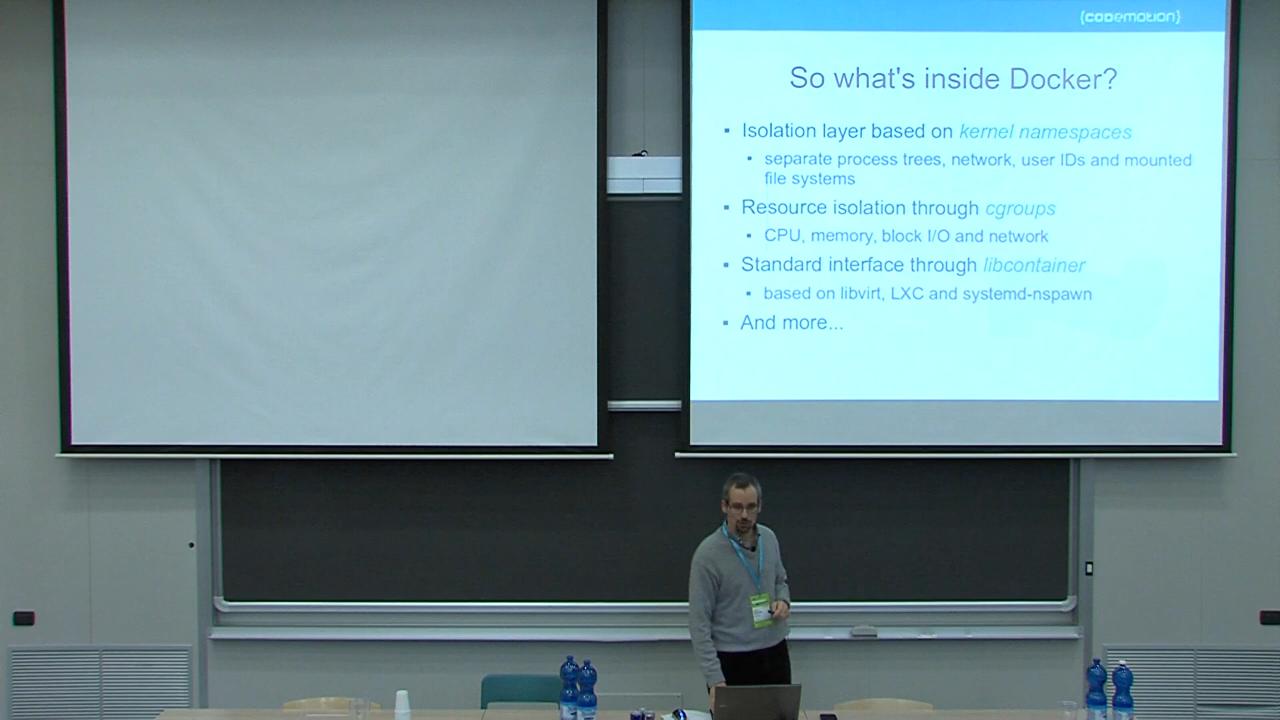 {codemotion}
So what's inside Docker?
▪ Isolation layer based on kernel namespaces
▪ separate process trees, network, user IDs and mounted
file systems
▪ Resource isolation through cgroups
▪ CPU, memory, block I/O and network
▪ Standard interface through libcontainer
▪ based on libvirt, LXC and systemd-nspawn
▪ And more...